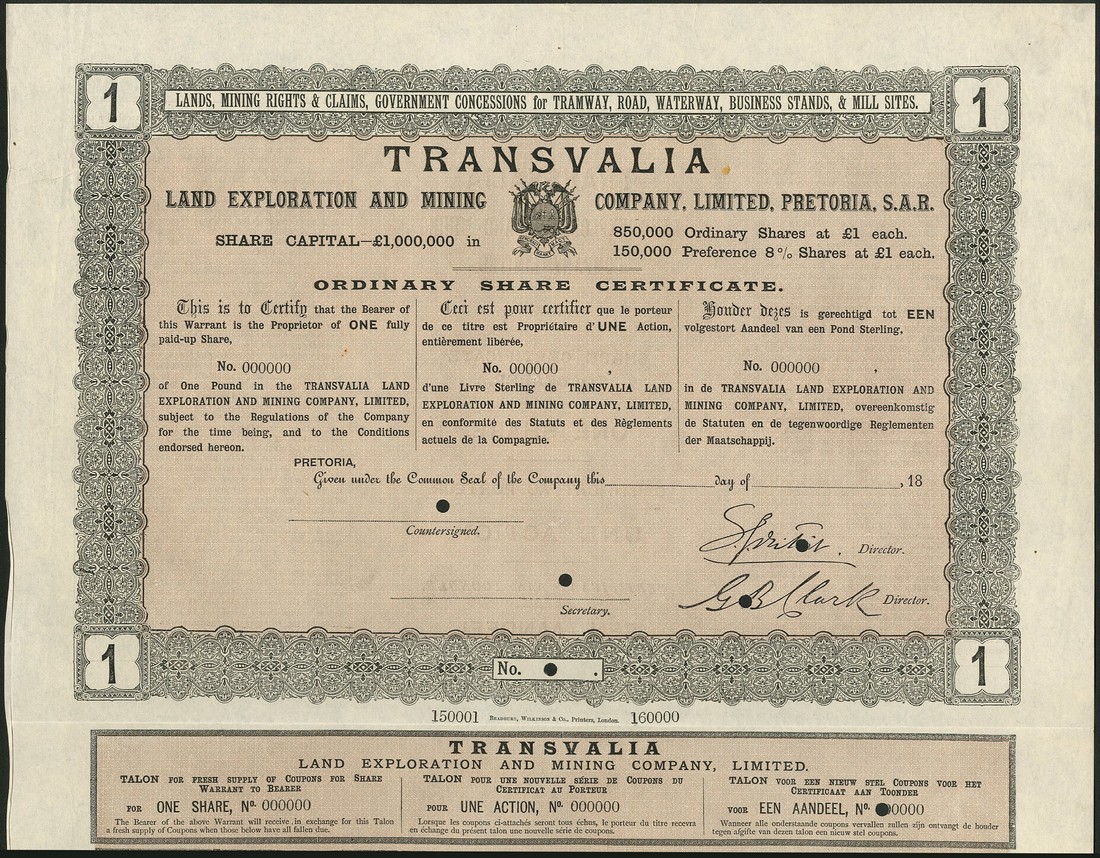 1
LANDS, MINING RIGHTS & CLAIMS, GOVERNMENT CONCESSIONS for TRAMWAY, ROAD, WATERWAY, BUSINESS STANDS, & MILL SITES.
1
TRANSVALIA
LAND EXPLORATION AND MINING COMPANY, LIMITED, PRETORIA, S.A.R.
SHARE CAPITAL—£1,000,000 in
850,000 Ordinary Shares at £1 each.
150,000 Preference 8% Shares at £1 each.
ORDINARY SHARE CERTIFICATE.
This is to Certify that the Bearer of
this Warrant is the Proprietor of ONE fully
paid-up Share,
No. 000000
of One Pound in the TRANSVALIA LAND
EXPLORATION AND MINING COMPANY, LIMITED,
subject to the Regulations of the Company
for the time being, and to the Conditions
endorsed hereon.
Ceci est pour certifier que le porteur
de ce titre est Propriétaire d'UNE Action,
entièrement libérée,
No. 000000 ,
d'une Livre Sterling de TRANSVALIA LAND
EXPLORATION AND MINING COMPANY, LIMITED,
en conformité des Statuts et des Règlements
actuels de la Compagnie.
Houder dezes is gerechtigd tot EEN
volgestort Aandeel van een Pond Sterling,
No. 000000 ,
in de TRANSVALIA LAND EXPLORATION AND
MINING COMPANY, LIMITED, overeenkomstig
de Statuten en de tegenwoordige Reglementen
der Maatschappij.
PRETORIA,
Given under the Common Seal of the Company this day of , 18
Countersigned.
Director.
Secretary.
G B Clark Director.
1
No. .
1
150001 BRADBURY, WILKINSON & Co., Printers, London. 160000
TRANSVALIA
LAND EXPLORATION AND MINING COMPANY, LIMITED.
TALON FOR FRESH SUPPLY OF COUPONS FOR SHARE
WARRANT TO BEARER
FOR ONE SHARE, No. 000000
The Bearer of the above Warrant will receive in exchange for this Talon
a fresh supply of Coupons when those below have all fallen due.
TALON POUR UNE NOUVELLE SÉRIE DE COUPONS DU
CERTIFICAT AU PORTEUR
POUR UNE ACTION, No. 000000
Lorsque les coupons ci-attachés seront tous échus, le porteur du titre recevra
en échange du présent talon une nouvelle série de coupons.
TALON VOOR EEN NIEUW STEL COUPONS VOOR HET
CERTIFICAAT AAN TOONDER
VOOR EEN AANDEEL, No. 0000
Wanneer alle onderstaande coupons vervallen zullen zijn ontvangt de houder
tegen afgifte van dezen talon een nieuw stel coupons.